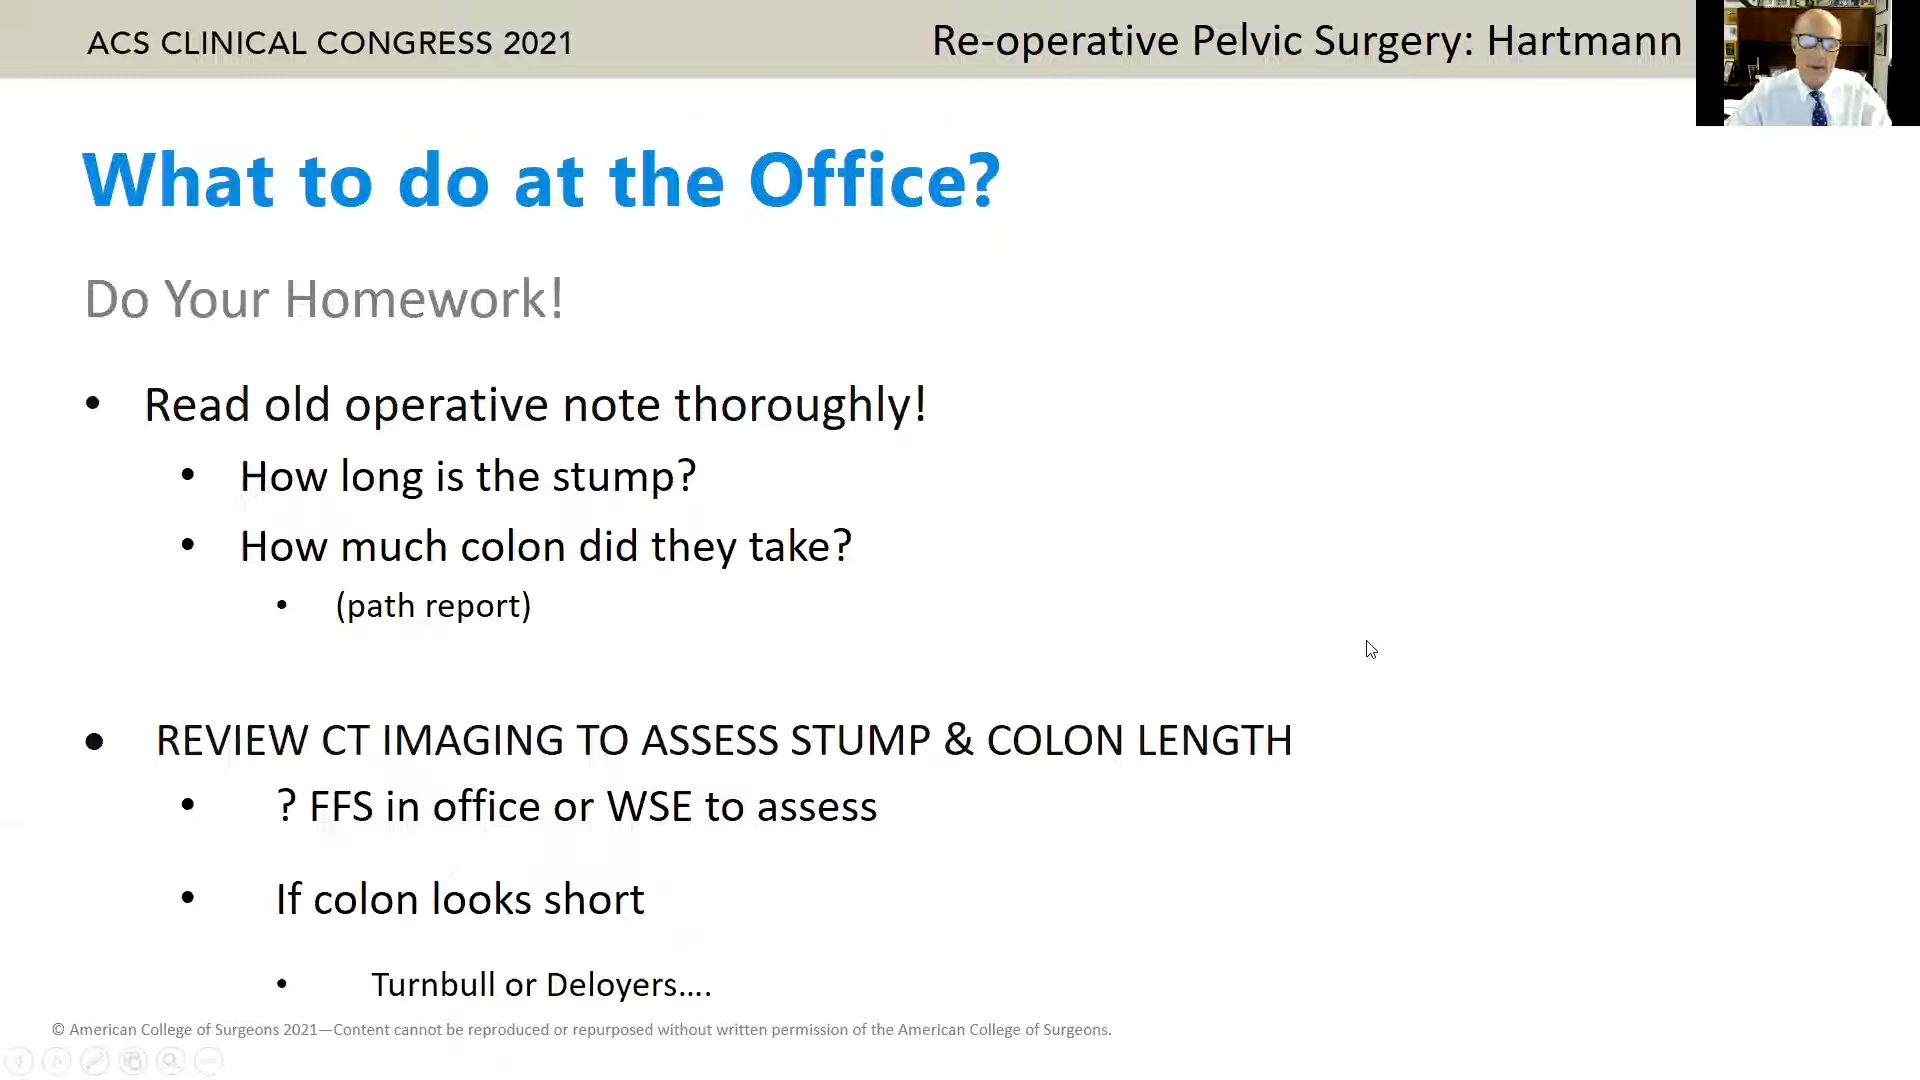 ACS CLINICAL CONGRESS 2021
Re-operative Pelvic Surgery: Hartmann
What to do at the Office?
Do Your Homework!
• Read old operative note thoroughly!
• How long is the stump?
• How much colon did they take?
• (path report)
• REVIEW CT IMAGING TO ASSESS STUMP & COLON LENGTH
• ? FFS in office or WSE to assess
• If colon looks short
• Turnbull or Deloyers....
© American College of Surgeons 2021—Content cannot be reproduced or repurposed without written permission of the American College of Surgeons.